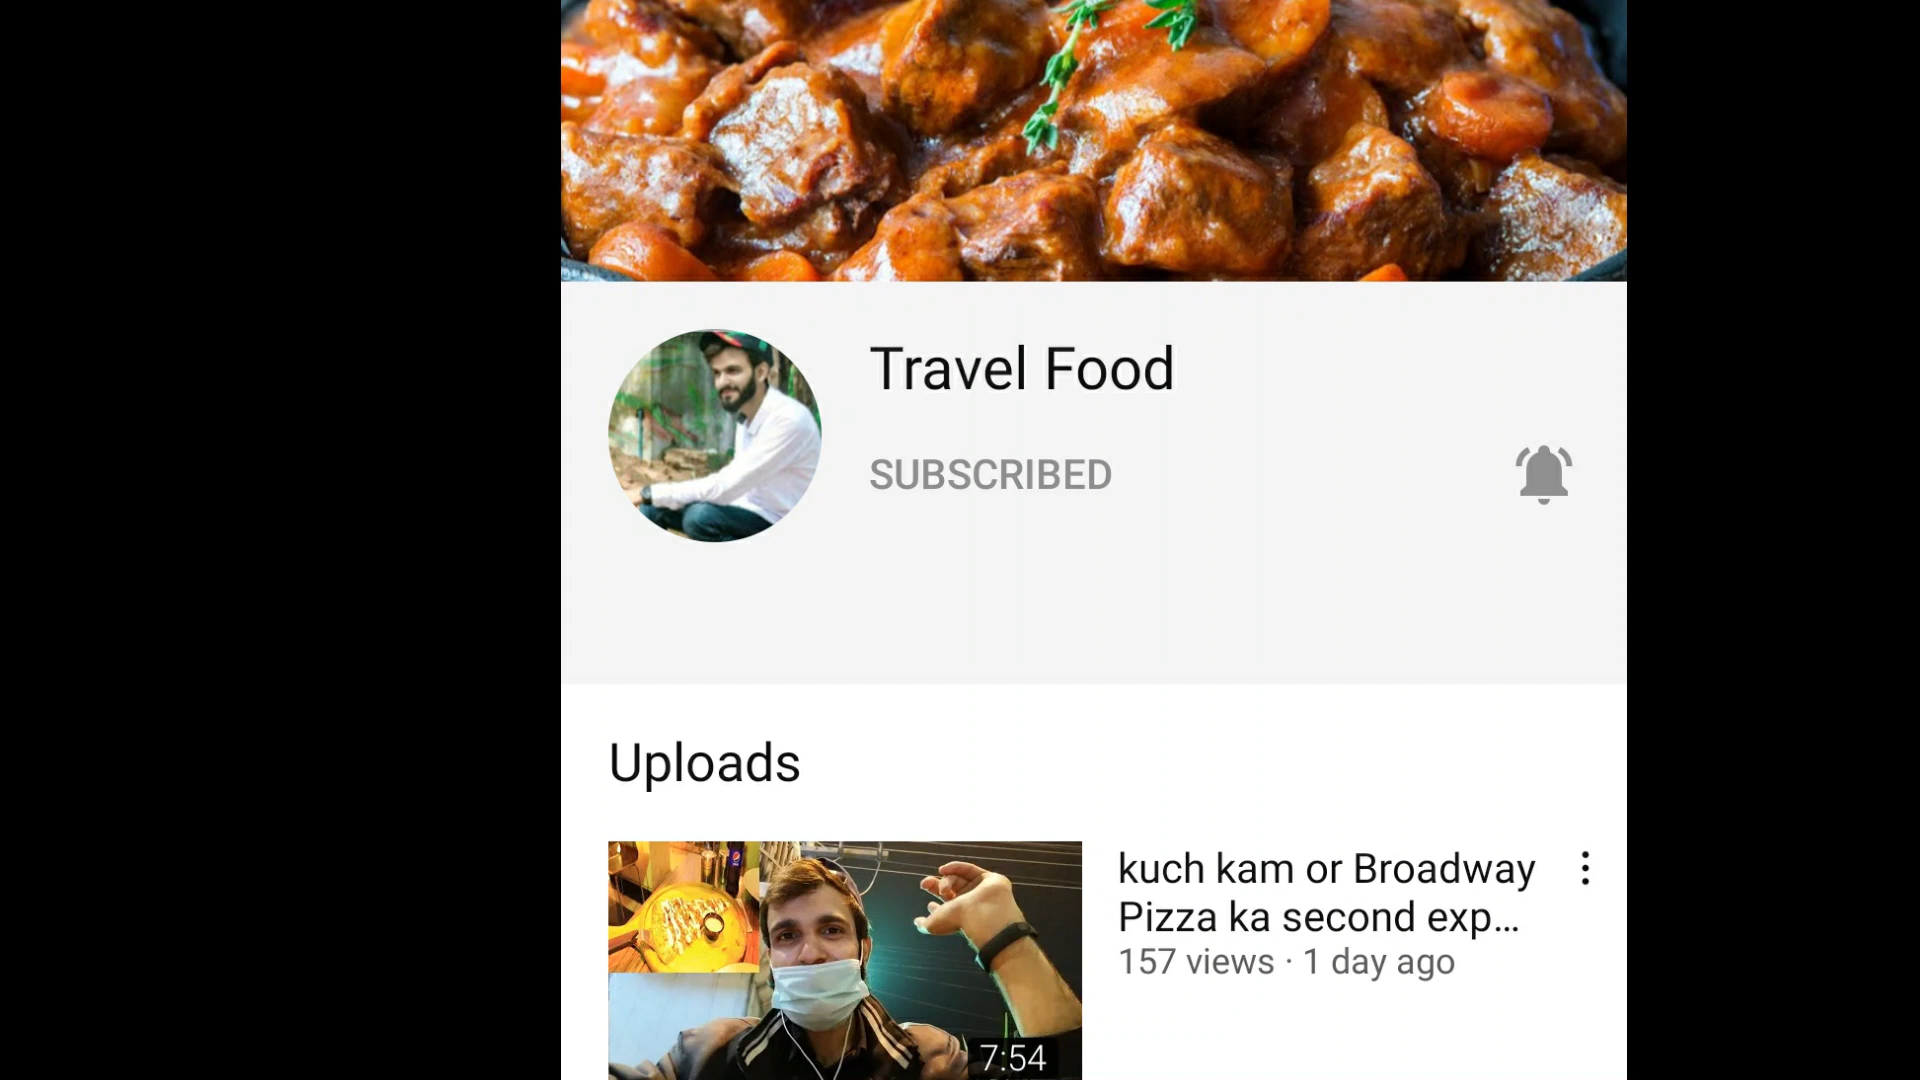 Travel Food
SUBSCRIBED
Uploads
kuch kam or Broadway
Pizza ka second exp...
157 views · 1 day ago
7:54